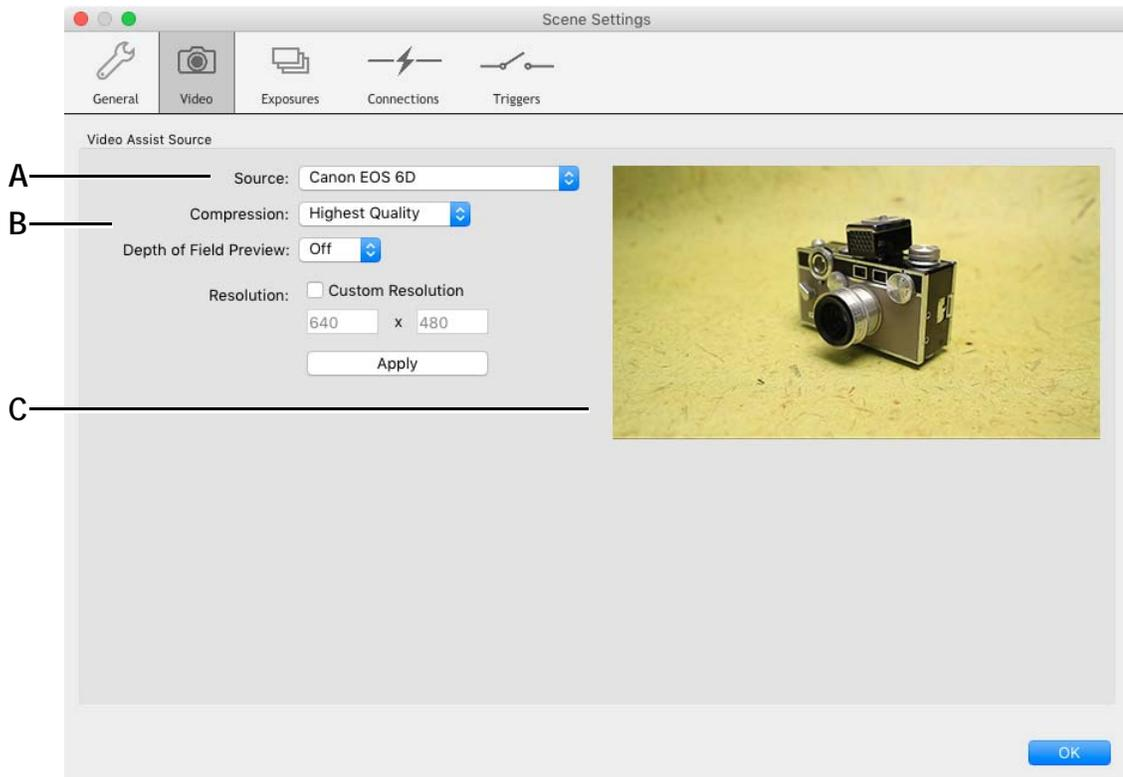 Scene Settings
General Video Exposures Connections Triggers
Video Assist Source
A
Source: Canon EOS 6D
B
Compression: Highest Quality
Depth of Field Preview: Off
Resolution: Custom Resolution
640 x 480
Apply
C
OK